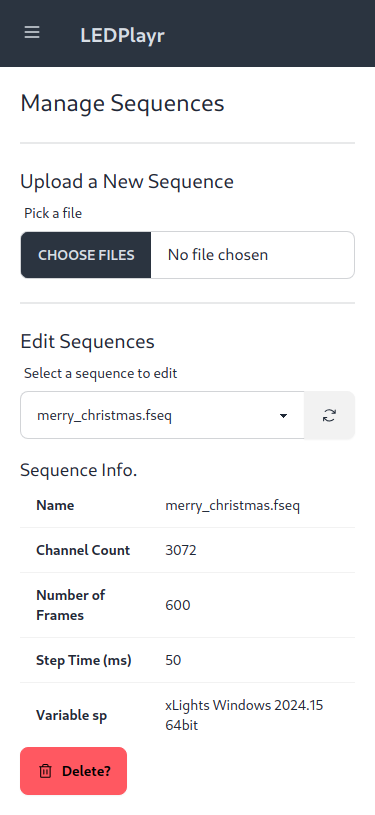 LEDPlayr
Manage Sequences
Upload a New Sequence
Pick a file
CHOOSE FILES No file chosen
Edit Sequences
Select a sequence to edit
merry_christmas.fseq
Sequence Info.
Name merry_christmas.fseq
Channel Count 3072
Number of
Frames 600
Step Time (ms) 50
Variable sp xLights Windows 2024.15
64bit
Delete?